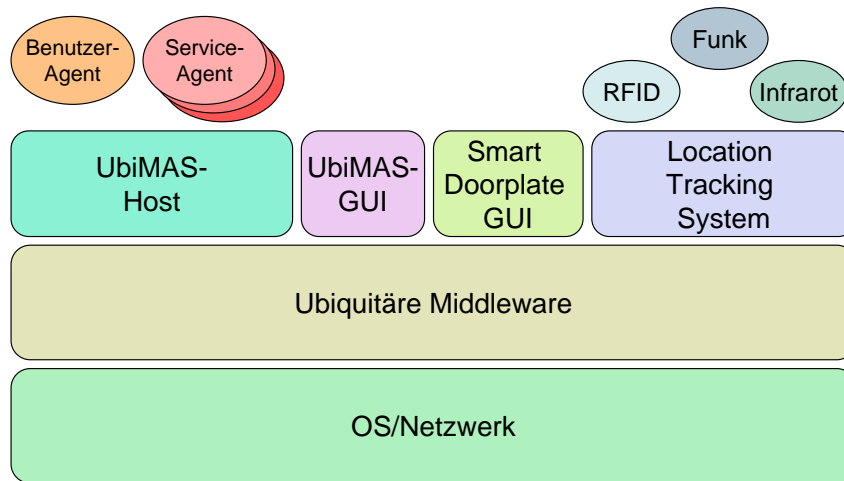 Benutzer-
Agent
Service-
Agent
Funk
RFID
Infrarot
UbiMAS-
Host
UbiMAS-
GUI
Smart
Doorplate
GUI
Location
Tracking
System
Ubiquitäre Middleware
OS/Netzwerk